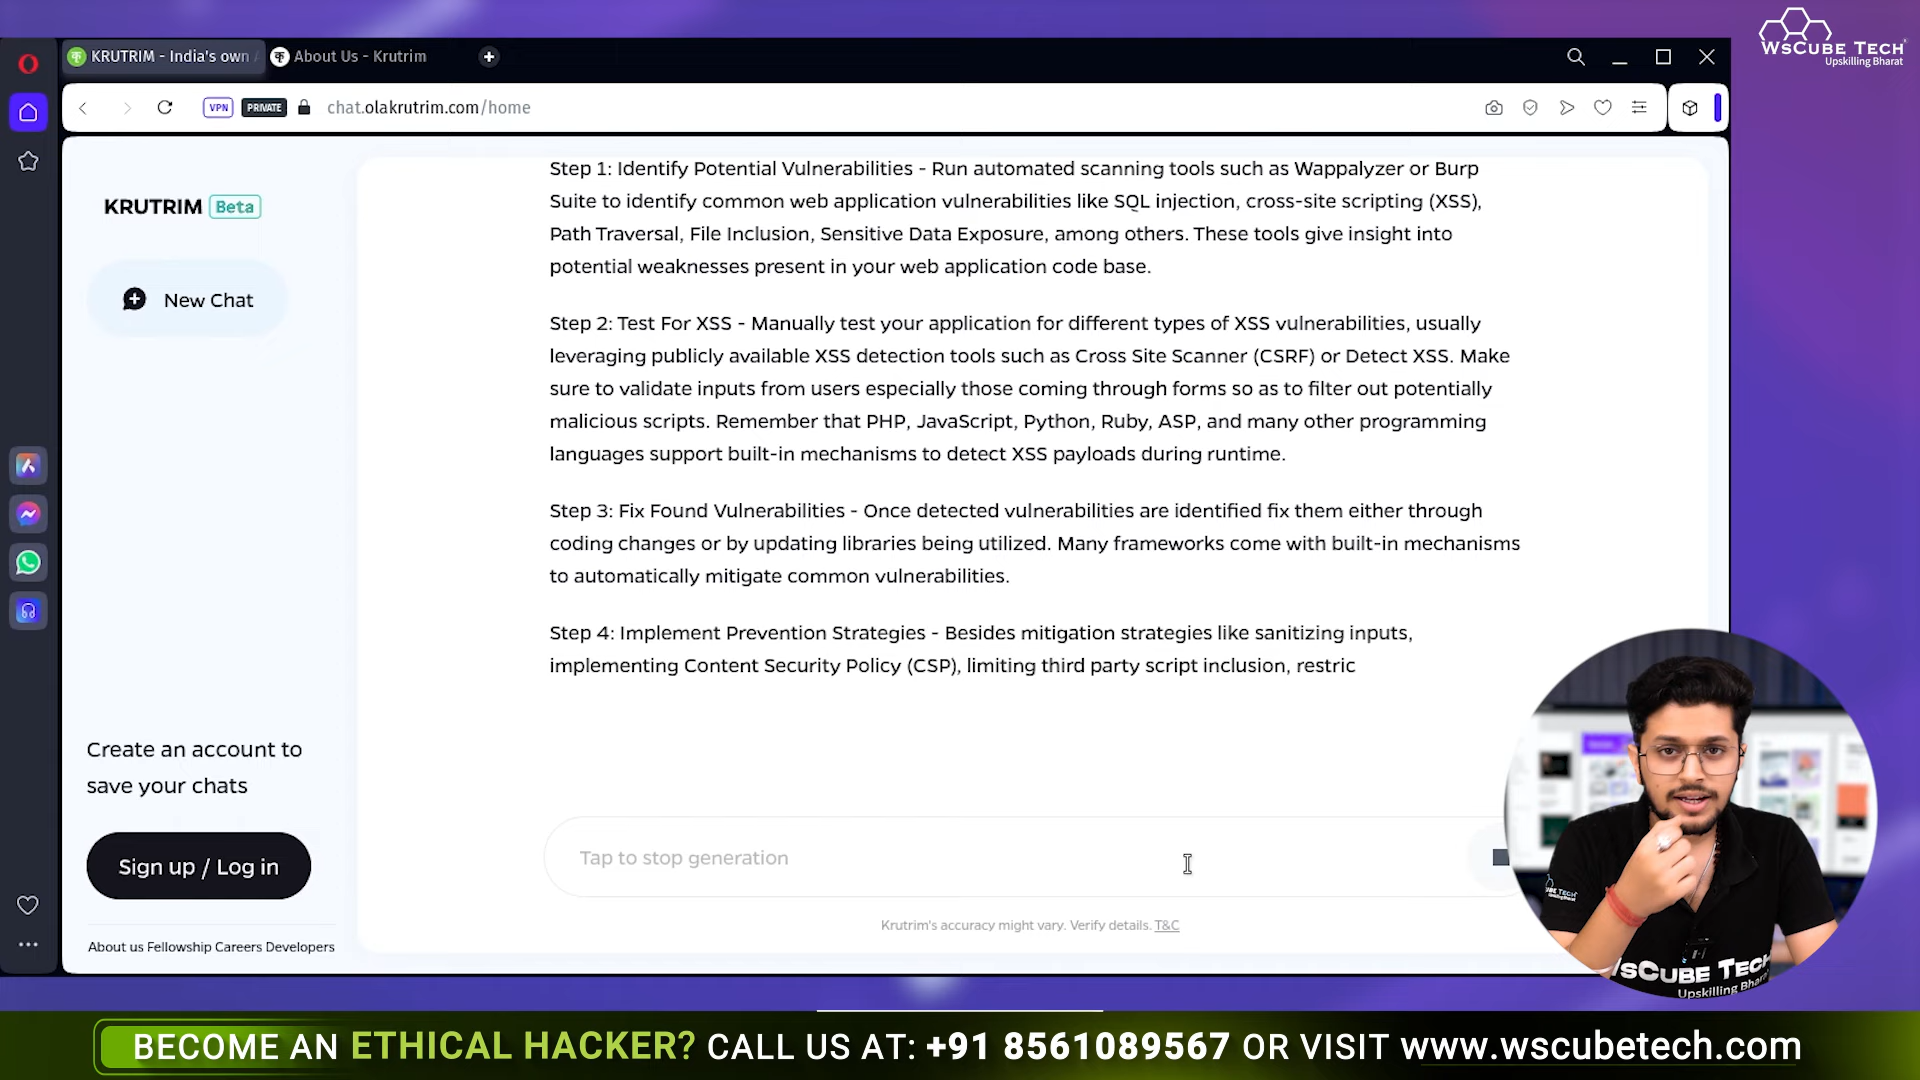 WsCube Tech
Upskilling Bharat
KRUTRIM - India's own
About Us - Krutrim
VPN
PRIVATE
chat.olakrutrim.com/home
KRUTRIM Beta
New Chat
Step 1: Identify Potential Vulnerabilities - Run automated scanning tools such as Wappalyzer or Burp
Suite to identify common web application vulnerabilities like SQL injection, cross-site scripting (XSS),
Path Traversal, File Inclusion, Sensitive Data Exposure, among others. These tools give insight into
potential weaknesses present in your web application code base.
Step 2: Test For XSS - Manually test your application for different types of XSS vulnerabilities, usually
leveraging publicly available XSS detection tools such as Cross Site Scanner (CSRF) or Detect XSS. Make
sure to validate inputs from users especially those coming through forms so as to filter out potentially
malicious scripts. Remember that PHP, JavaScript, Python, Ruby, ASP, and many other programming
languages support built-in mechanisms to detect XSS payloads during runtime.
Step 3: Fix Found Vulnerabilities - Once detected vulnerabilities are identified fix them either through
coding changes or by updating libraries being utilized. Many frameworks come with built-in mechanisms
to automatically mitigate common vulnerabilities.
Step 4: Implement Prevention Strategies - Besides mitigation strategies like sanitizing inputs,
implementing Content Security Policy (CSP), limiting third party script inclusion, restric
Create an account to
save your chats
Sign up / Log in
About us Fellowship Careers Developers
Tap to stop generation
Krutrim's accuracy might vary. Verify details. T&C
WsCube Tech
Upskilling Bhar
BECOME AN ETHICAL HACKER? CALL US AT: +91 8561089567 OR VISIT www.wscubetech.com